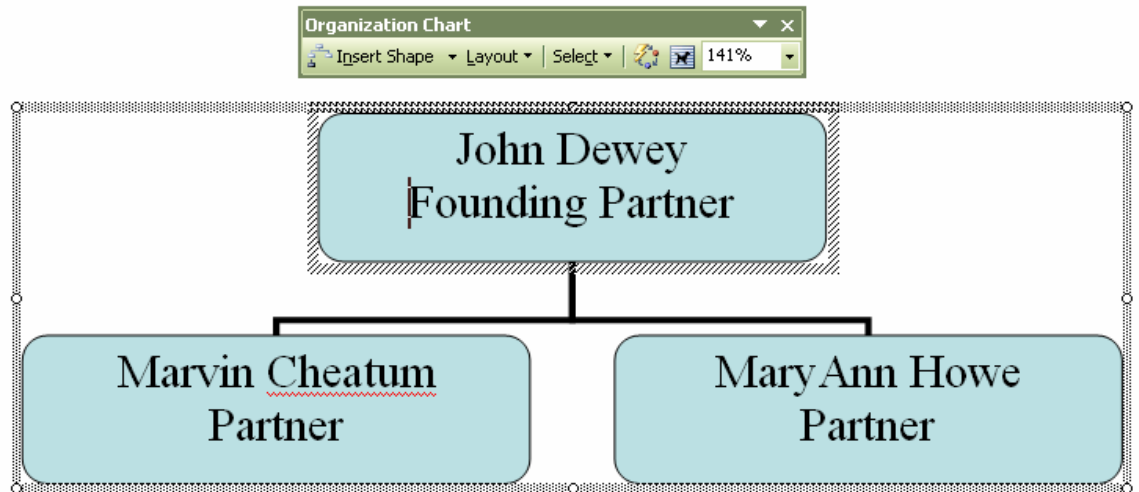 Organization Chart
Insert Shape Layout Select 141%
John Dewey
Founding Partner
Marvin Cheatum
Partner
MaryAnn Howe
Partner